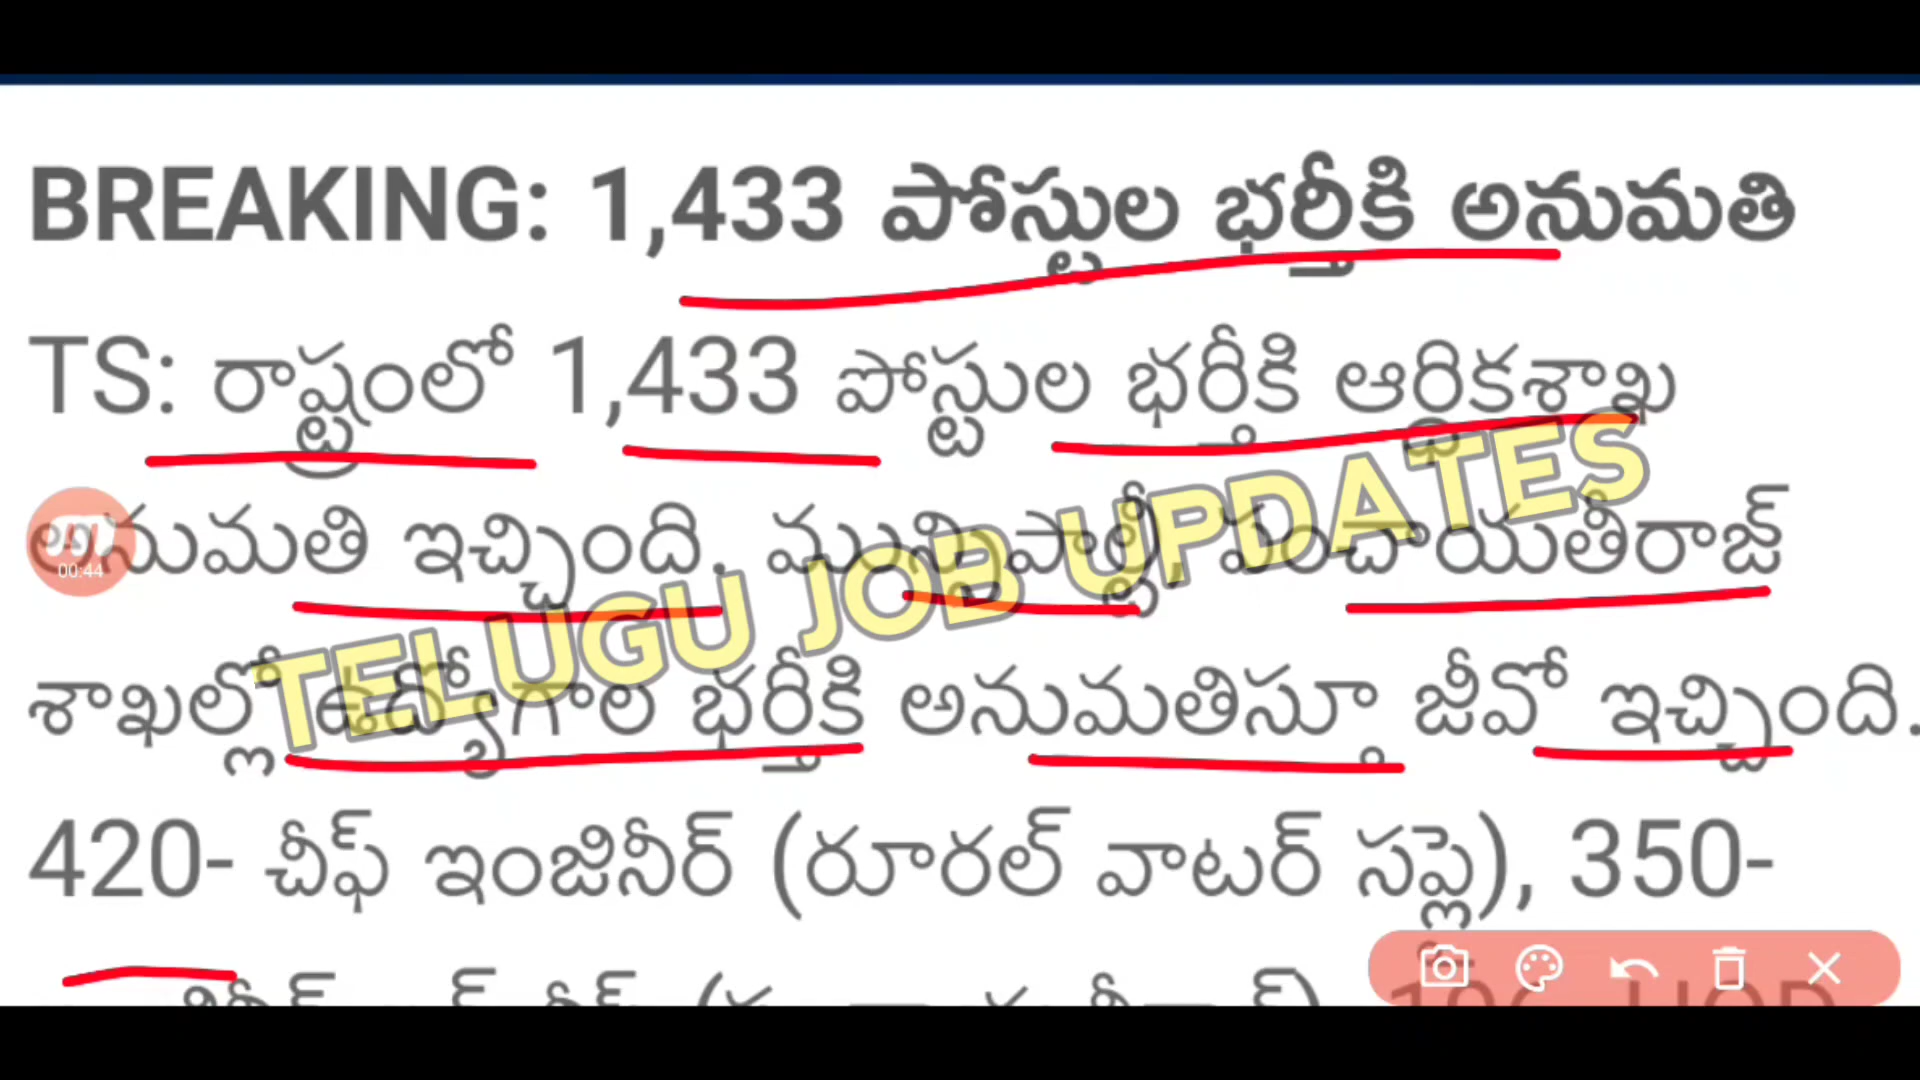 BREAKING: 1,433 పోస్టుల భర్తీకి అనుమతి
TS: రాష్ట్రంలో 1,433 పోస్టుల భర్తీకి ఆర్థికశాఖ
అనుమతి ఇచ్చింది. మున్సిపాల్టీ, పంచాయతీరాజ్
00:44
TELUGU JOB UPDATES
శాఖల్లో ఉద్యోగాల భర్తీకి అనుమతిస్తూ జీవో ఇచ్చింది.
420- చీఫ్ ఇంజినీర్ (రూరల్ వాటర్ సప్లై), 350-